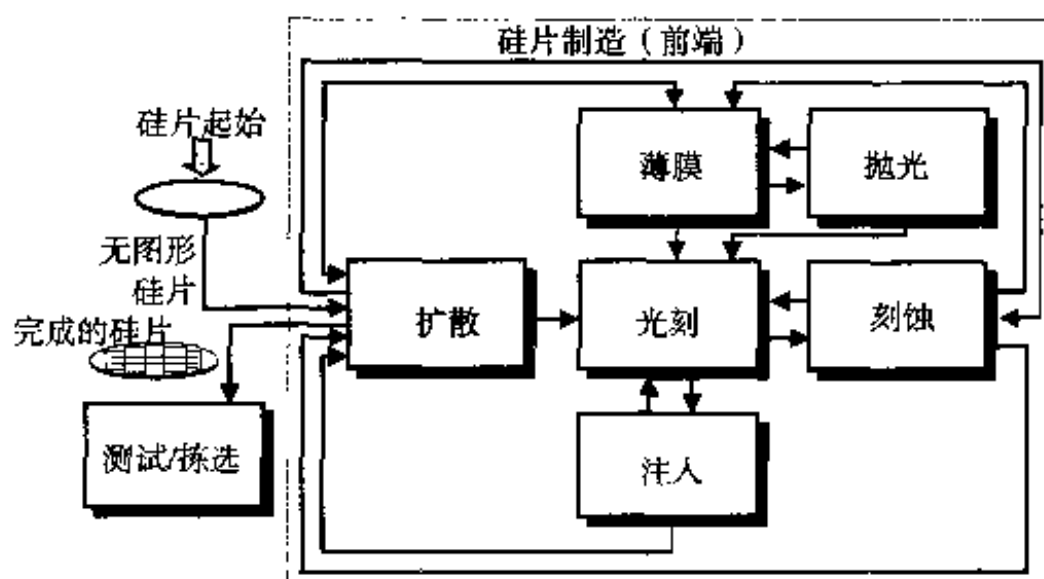 硅片制造（前端）
硅片起始
薄膜
抛光
无图形
硅片
扩散
光刻
刻蚀
完成的硅片
测试/拣选
注人